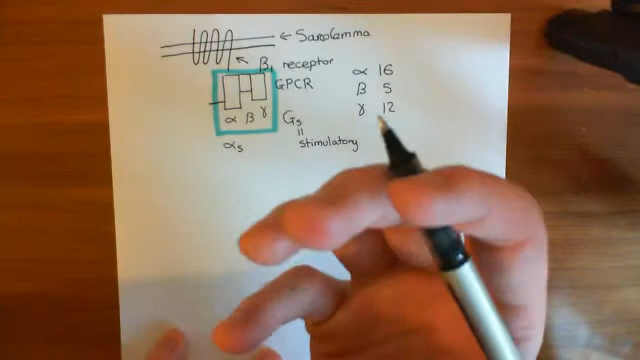 ← Sarcolemma
β₁ receptor
GPCR
α β γ
Gs
=
stimulatory
αs
α 16
β 5
γ 12